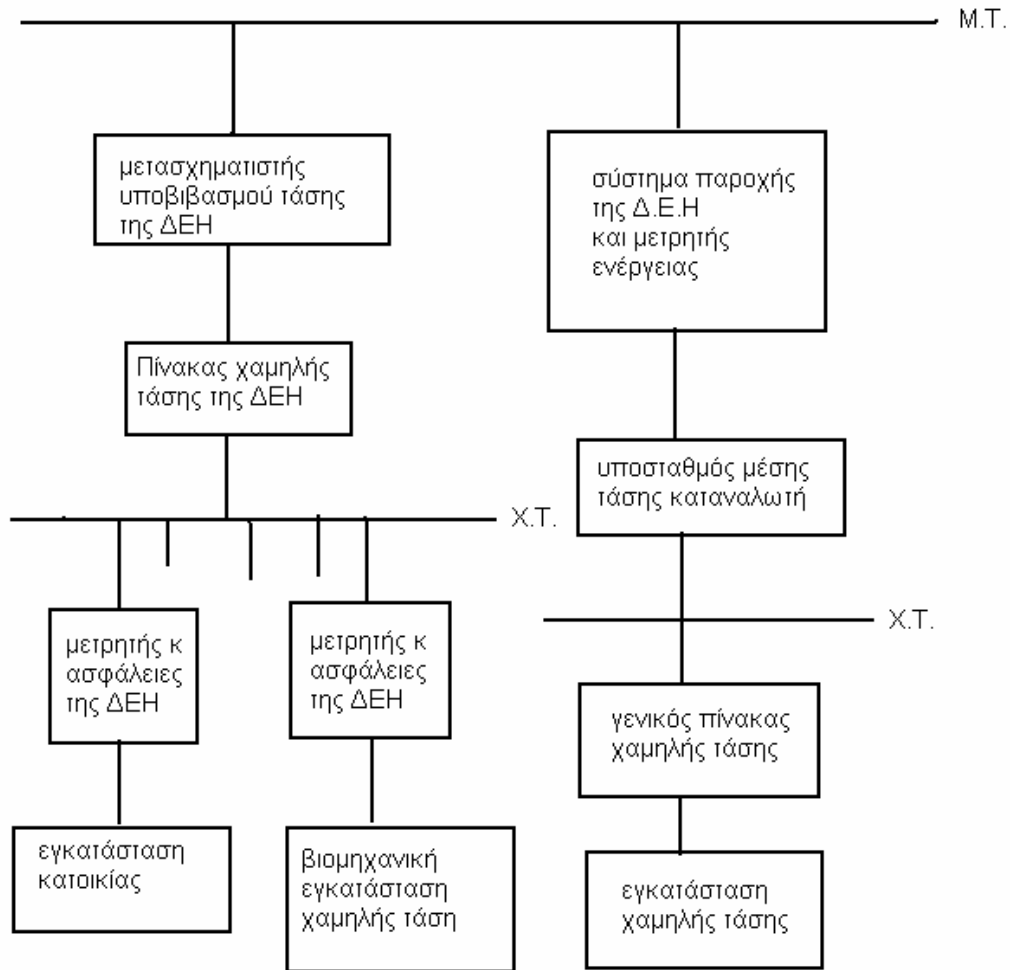 Μ.Τ.
μετασχηματιστής
υποβιβασμού τάσης
της ΔΕΗ
σύστημα παροχής
της Δ.Ε.Η
και μετρητής
ενέργειας
Πίνακας χαμηλής
τάσης της ΔΕΗ
υποσταθμός μέσης
τάσης καταναλωτή
Χ.Τ.
Χ.Τ.
μετρητής κ
ασφάλειες
της ΔΕΗ
μετρητής κ
ασφάλειες
της ΔΕΗ
γενικός πίνακας
χαμηλής τάσης
εγκατάσταση
κατοικίας
βιομηχανική
εγκατάσταση
χαμηλής τάση
εγκατάσταση
χαμηλής τάσης